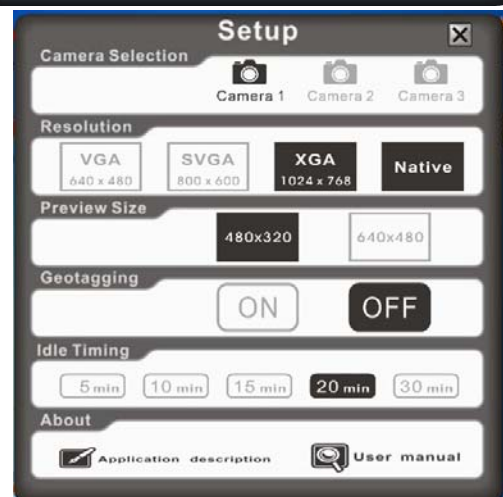 Setup
Camera Selection
Camera 1 Camera 2 Camera 3
Resolution
VGA SVGA XGA Native
640 x 480 800 x 600 1024 x 768
Preview Size
480x320 640x480
Geotagging
ON OFF
Idle Timing
5 min 10 min 15 min 20 min 30 min
About
Application description User manual